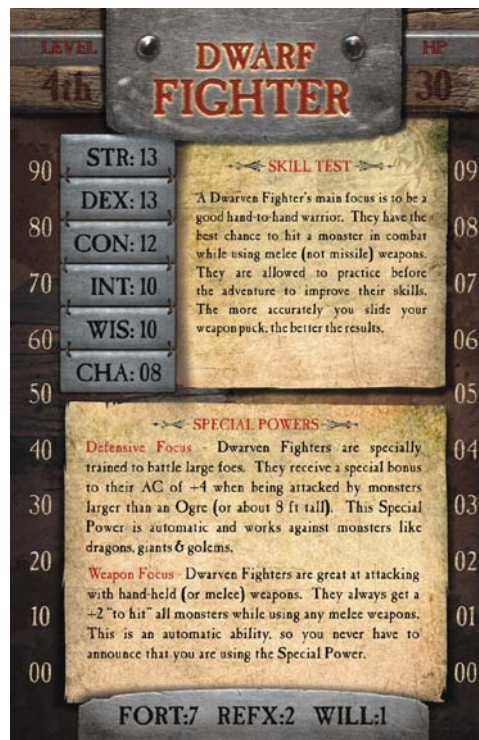 LEVEL
4th
DWARF
FIGHTER
HP
30
STR: 13
DEX: 13
CON: 12
INT: 10
WIS: 10
CHA: 08
SKILL TEST
A Dwarven Fighter's main focus is to be a
good hand-to-hand warrior. They have the
best chance to hit a monster in combat
while using melee (not missile) weapons.
They are allowed to practice before
the adventure to improve their skills.
The more accurately you slide your
weapon puck, the better the results.
90
80
70
60
50
40
30
20
10
00
09
08
07
06
05
04
03
02
01
00
SPECIAL POWERS
Defensive Focus - Dwarven Fighters are specially
trained to battle large foes. They receive a special bonus
to their AC of +4 when being attacked by monsters
larger than an Ogre (or about 8 ft tall). This Special
Power is automatic and works against monsters like
dragons, giants & golems.
Weapon Focus - Dwarven Fighters are great at attacking
with hand-held (or melee) weapons. They always get a
+2 "to hit" all monsters while using any melee weapons.
This is an automatic ability, so you never have to
announce that you are using the Special Power.
FORT:7 REFX:2 WILL:1